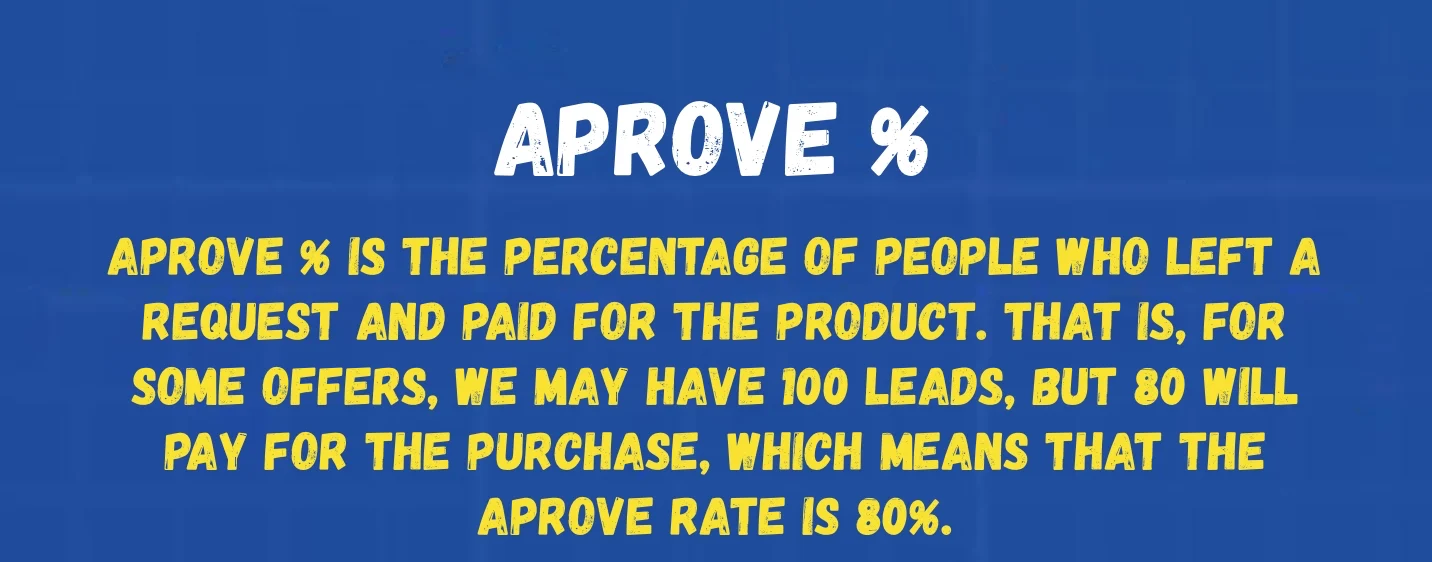 APROVE %
APROVE % IS THE PERCENTAGE OF PEOPLE WHO LEFT A
REQUEST AND PAID FOR THE PRODUCT. THAT IS, FOR
SOME OFFERS, WE MAY HAVE 100 LEADS, BUT 80 WILL
PAY FOR THE PURCHASE, WHICH MEANS THAT THE
APROVE RATE IS 80%.